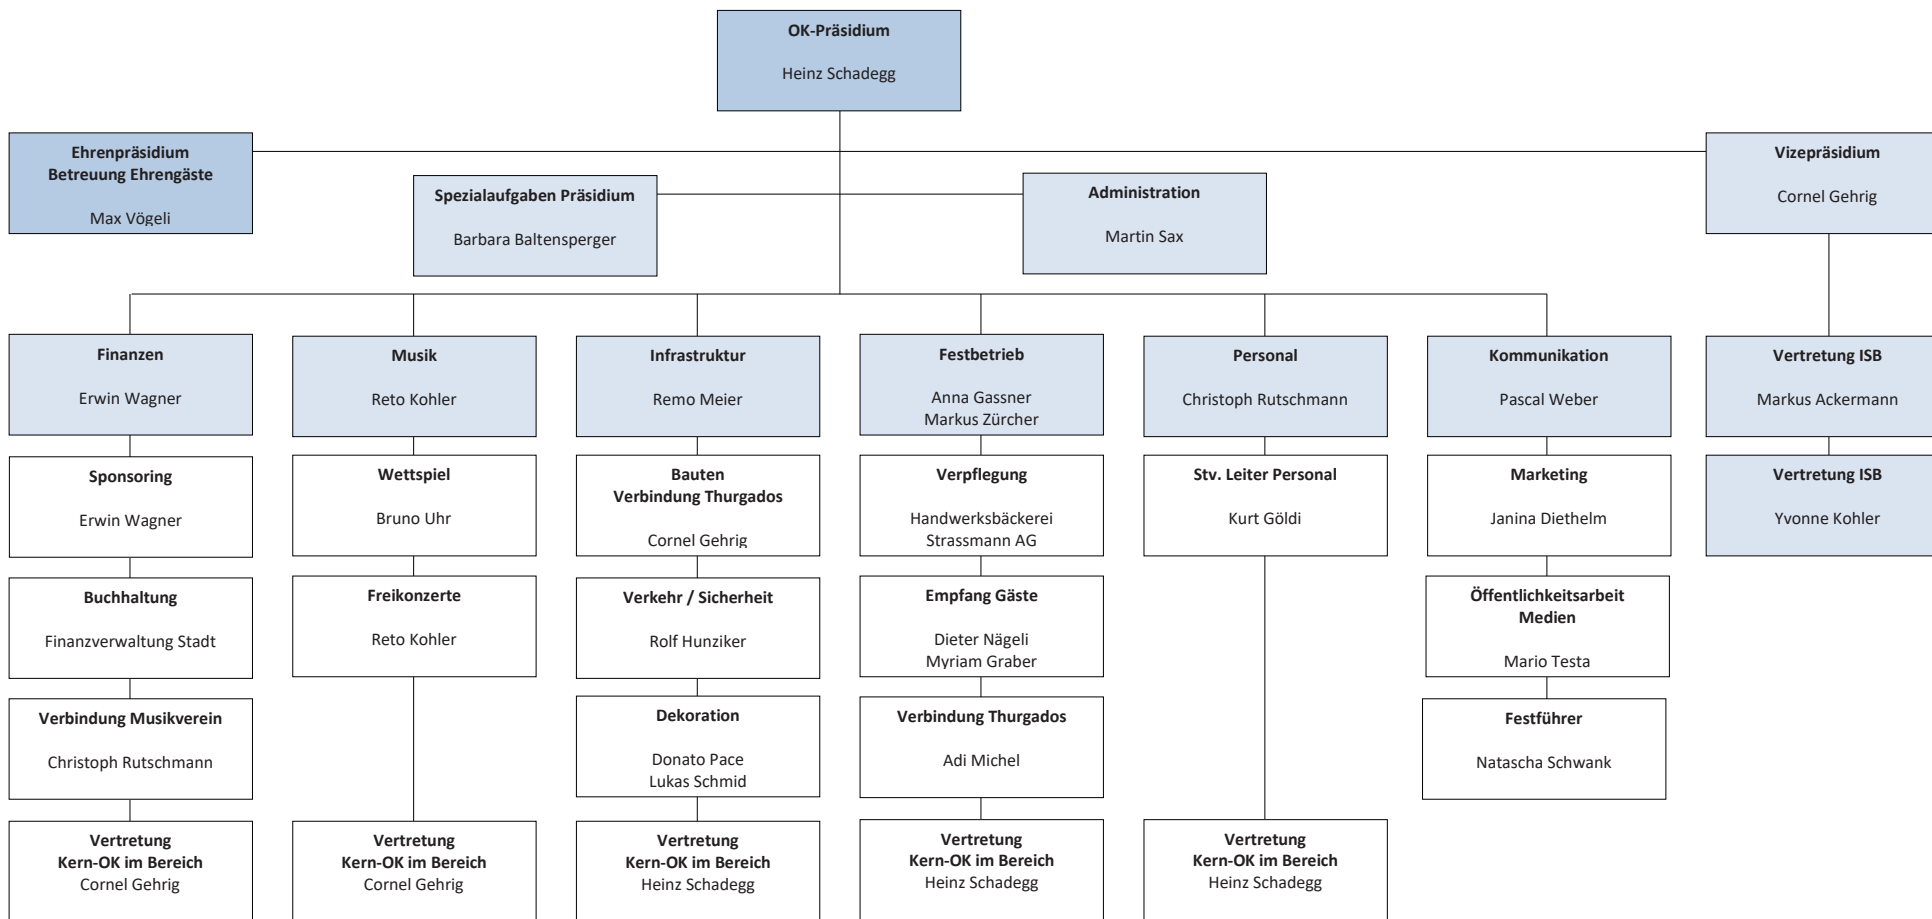 OK-Präsidium
Heinz Schadegg
Ehrenpräsidium
Betreuung Ehrengäste
Max Vögeli
Vizepräsidium
Cornel Gehrig
Spezialaufgaben Präsidium
Barbara Baltensperger
Administration
Martin Sax
Finanzen
Erwin Wagner
Musik
Reto Kohler
Infrastruktur
Remo Meier
Festbetrieb
Anna Gassner
Markus Zürcher
Personal
Christoph Rutschmann
Kommunikation
Pascal Weber
Vertretung ISB
Markus Ackermann
Sponsoring
Erwin Wagner
Wettspiel
Bruno Uhr
Bauten
Verbindung Thurgados
Cornel Gehrig
Verpflegung
Handwerksbäckerei
Strassmann AG
Stv. Leiter Personal
Kurt Göldi
Marketing
Janina Diethelm
Vertretung ISB
Yvonne Kohler
Buchhaltung
Finanzverwaltung Stadt
Freikonzerte
Reto Kohler
Verkehr / Sicherheit
Rolf Hunziker
Empfang Gäste
Dieter Nägeli
Myriam Graber
Öffentlichkeitsarbeit
Medien
Mario Testa
Verbindung Musikverein
Christoph Rutschmann
Dekoration
Donato Pace
Lukas Schmid
Verbindung Thurgados
Adi Michel
Festführer
Natascha Schwank
Vertretung
Kern-OK im Bereich
Cornel Gehrig
Vertretung
Kern-OK im Bereich
Cornel Gehrig
Vertretung
Kern-OK im Bereich
Heinz Schadegg
Vertretung
Kern-OK im Bereich
Heinz Schadegg
Vertretung
Kern-OK im Bereich
Heinz Schadegg